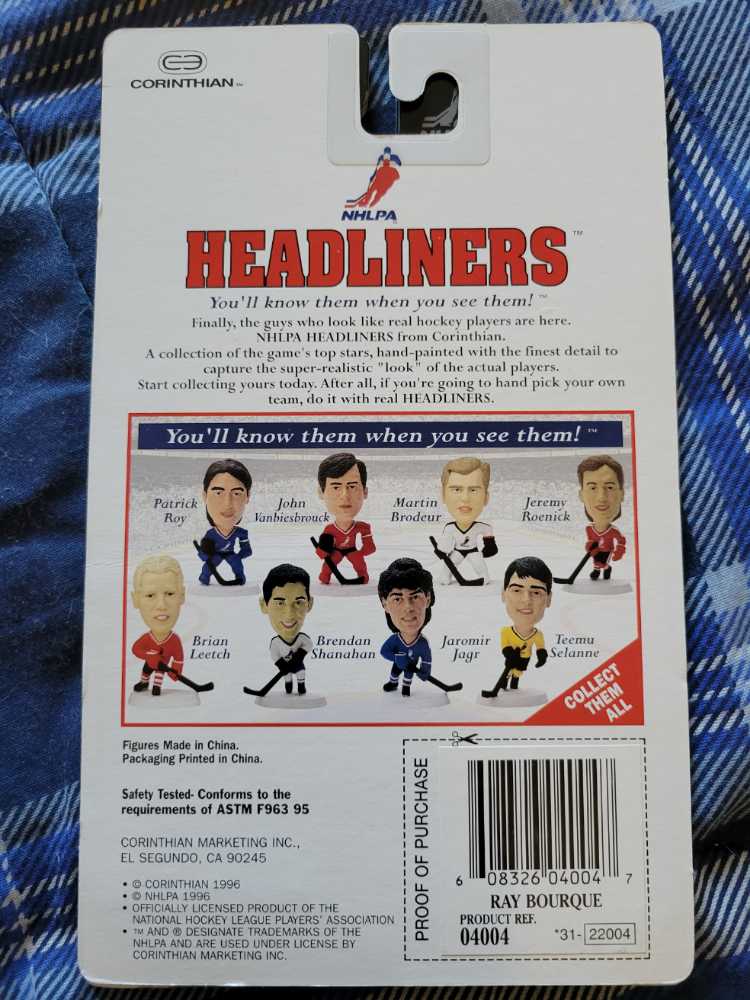 CORINTHIAN™
NHL
NHLPA
HEADLINERS™
You'll know them when you see them!™
Finally, the guys who look like real hockey players are here.
NHLPA HEADLINERS from Corinthian.
A collection of the game's top stars, hand-painted with the finest detail to
capture the super-realistic "look" of the actual players.
Start collecting yours today. After all, if you're going to hand pick your own
team, do it with real HEADLINERS.
You'll know them when you see them!™
Patrick
Roy
John
Vanbiesbrouck
Martin
Brodeur
Jeremy
Roenick
Brian
Leetch
Brendan
Shanahan
Jaromir
Jagr
Teemu
Selanne
COLLECT
THEM
ALL
Figures Made in China.
Packaging Printed in China.
Safety Tested- Conforms to the
requirements of ASTM F963 95
CORINTHIAN MARKETING INC.,
EL SEGUNDO, CA 90245
• © CORINTHIAN 1996
• © NHLPA 1996
• OFFICIALLY LICENSED PRODUCT OF THE
NATIONAL HOCKEY LEAGUE PLAYERS' ASSOCIATION
• ™ AND ® DESIGNATE TRADEMARKS OF THE
NHLPA AND ARE USED UNDER LICENSE BY
CORINTHIAN MARKETING INC.
PROOF OF PURCHASE
6 08326 04004 7
RAY BOURQUE
PRODUCT REF.
04004 *31- 22004